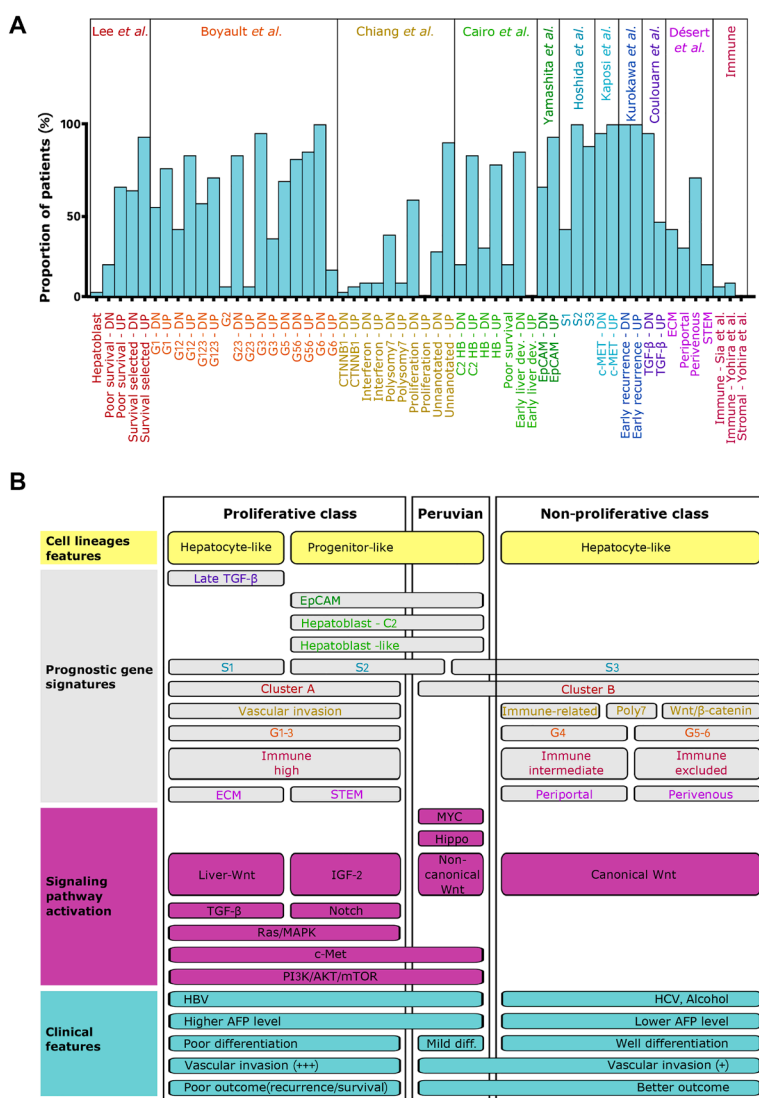 A
Lee et al.
Boyault et al.
Chiang et al.
Cairo et al.
Yamashita et al.
Hoshida et al.
Kaposi et al.
Kurokawa et al.
Coulouarn et al.
Désert et al.
Immune
Proportion of patients (%)
100
50
0
Hepatoblast
Poor survival - DN
Poor survival - UP
Survival selected - DN
Survival selected - UP
G1 - DN
G1 - UP
G12 - DN
G12 - UP
G123 - DN
G123 - UP
G2
G23 - DN
G23 - UP
G3 - DN
G3 - UP
G5 - DN
G56 - DN
G56 - UP
G6 - DN
G6 - UP
CTNNB1 - DN
CTNNB1 - UP
Interferon - DN
Interferon - UP
Polysomy7 - DN
Polysomy7 - UP
Proliferation - DN
Proliferation - UP
Unnanotated - DN
Unnanotated - UP
C2 HB - DN
C2 HB - UP
HB - DN
HB - UP
Poor survival
Early liver dev. - DN
Early liver dev. - UP
EpCAM - DN
EpCAM - UP
S1
S2
S3
c-MET - DN
c-MET - UP
Early recurrence - DN
Early recurrence - UP
TGF-β - DN
TGF-β - UP
ECM
Periportal
Perivenous
STEM
Immune - Sia et al.
Immune - Yohira et al.
Stromal - Yohira et al.
B
Proliferative class
Peruvian
Non-proliferative class
Cell lineages
features
Hepatocyte-like
Progenitor-like
Hepatocyte-like
Prognostic gene
signatures
Late TGF-β
EpCAM
Hepatoblast - C2
Hepatoblast -like
S1
S2
S3
Cluster A
Cluster B
Vascular invasion
Immune-related
Poly7
Wnt/β-catenin
G1-3
G4
G5-6
Immune
high
Immune
intermediate
Immune
excluded
ECM
STEM
Periportal
Perivenous
Signaling
pathway
activation
MYC
Hippo
Liver-Wnt
IGF-2
Non-
canonical
Wnt
Canonical Wnt
TGF-β
Notch
Ras/MAPK
c-Met
PI3K/AKT/mTOR
Clinical
features
HBV
HCV, Alcohol
Higher AFP level
Lower AFP level
Poor differentiation
Mild diff.
Well differentiation
Vascular invasion (+++)
Vascular invasion (+)
Poor outcome(recurrence/survival)
Better outcome